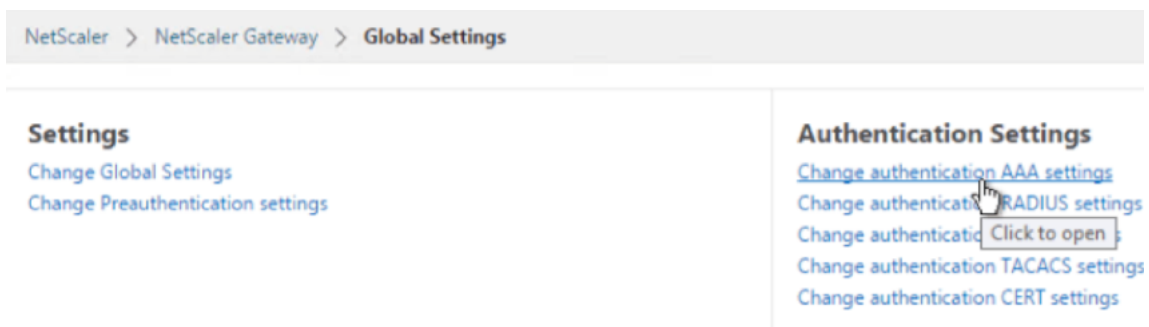 NetScaler > NetScaler Gateway > Global Settings
Settings
Change Global Settings
Change Preauthentication settings
Authentication Settings
Change authentication AAA settings
Change authenticati RADIUS settings
Change authenticatio
Click to open
Change authentication TACACS settings
Change authentication CERT settings